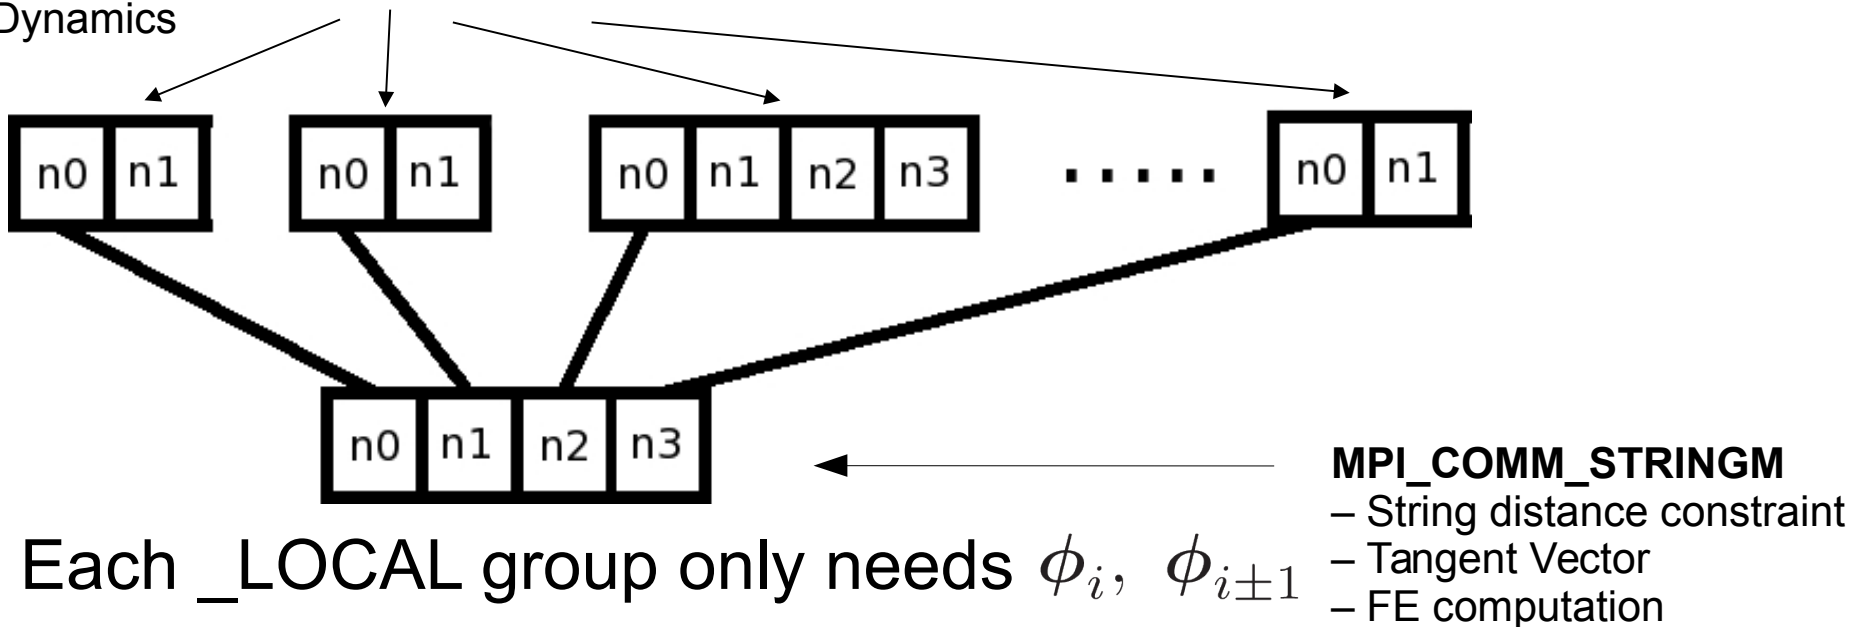 Dynamics
n0 n1 n0 n1 n0 n1 n2 n3 ..... n0 n1
n0 n1 n2 n3
MPI_COMM_STRINGM
– String distance constraint
– Tangent Vector
– FE computation
Each _LOCAL group only needs ϕᵢ, ϕᵢ±₁